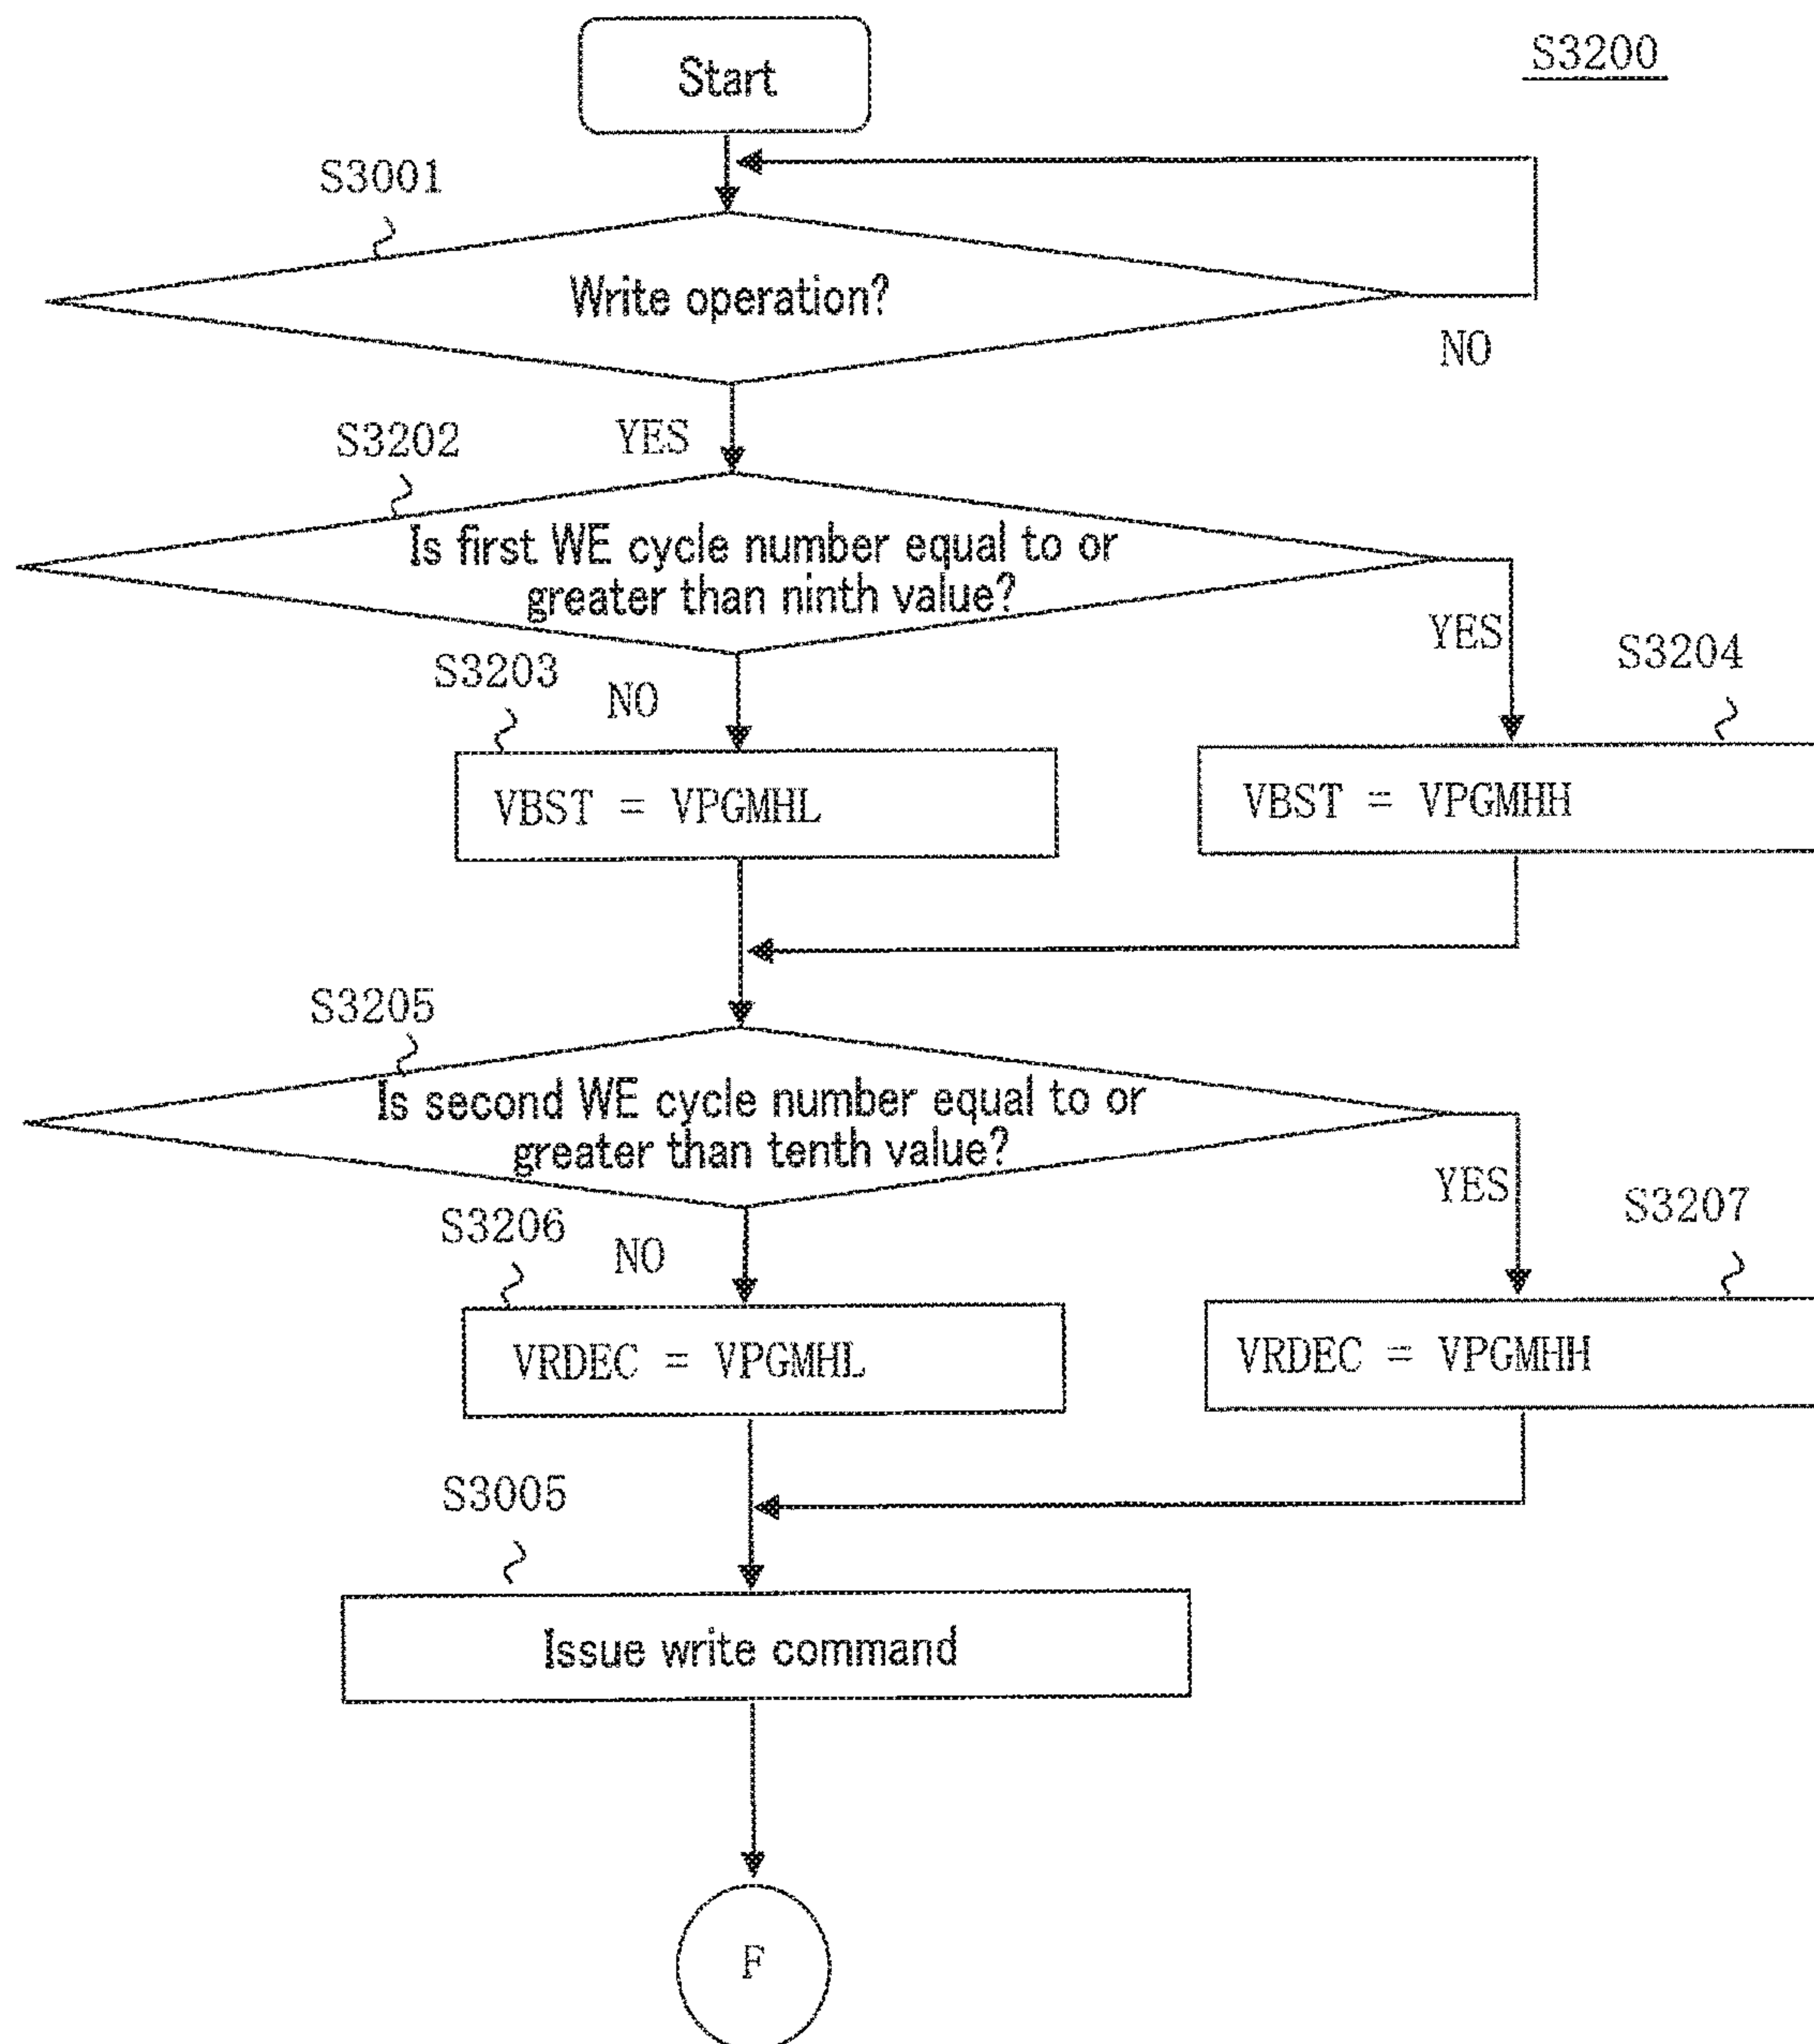 Start
S3200
S3001
Write operation?
NO
S3202
YES
Is first WE cycle number equal to or
greater than ninth value?
YES
S3203
NO
S3204
VBST = VPGMHL
VBST = VPGMHH
S3205
Is second WE cycle number equal to or
greater than tenth value?
YES
S3206
NO
S3207
VRDEC = VPGMHL
VRDEC = VPGMHH
S3005
Issue write command
F